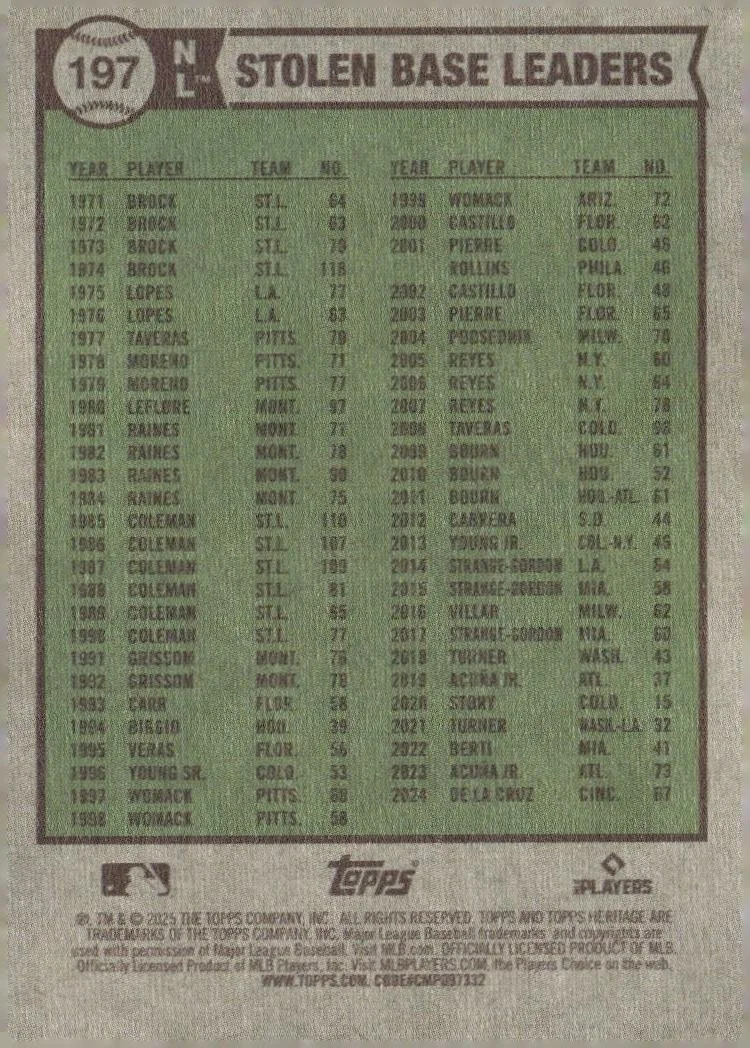 197
NL™
STOLEN BASE LEADERS
YEAR PLAYER TEAM NO.
1971 BROCK ST.L. 64
1972 BROCK ST.L. 63
1973 BROCK ST.L. 70
1974 BROCK ST.L. 118
1975 LOPES L.A. 77
1976 LOPES L.A. 63
1977 TAVERAS PITTS. 70
1978 MORENO PITTS. 71
1979 MORENO PITTS. 77
1980 LEFLORE MONT. 97
1981 RAINES MONT. 71
1982 RAINES MONT. 78
1983 RAINES MONT. 90
1984 RAINES MONT. 75
1985 COLEMAN ST.L. 110
1986 COLEMAN ST.L. 107
1987 COLEMAN ST.L. 109
1988 COLEMAN ST.L. 81
1989 COLEMAN ST.L. 65
1990 COLEMAN ST.L. 77
1991 GRISSOM MONT. 76
1992 GRISSOM MONT. 78
1993 CARR FLOR. 58
1994 BIGGIO HOU. 39
1995 VERAS FLOR. 56
1996 YOUNG SR. COLO. 53
1997 WOMACK PITTS. 60
1998 WOMACK PITTS. 58
YEAR PLAYER TEAM NO.
1999 WOMACK ARIZ. 72
2000 CASTILLO FLOR. 62
2001 PIERRE COLO. 46
ROLLINS PHILA. 46
2002 CASTILLO FLOR. 48
2003 PIERRE FLOR. 65
2004 PODSEDNIK MILW. 70
2005 REYES N.Y. 60
2006 REYES N.Y. 64
2007 REYES N.Y. 78
2008 TAVERAS COLO. 68
2009 BOURN HOU. 61
2010 BOURN HOU. 52
2011 BOURN HOU.-ATL. 61
2012 CABRERA S.D. 44
2013 YOUNG JR. COL.-N.Y. 46
2014 STRANGE-GORDON L.A. 64
2015 STRANGE-GORDON MIA. 58
2016 VILLAR MILW. 62
2017 STRANGE-GORDON MIA. 60
2018 TURNER WASH. 43
2019 ACUÑA JR. ATL. 37
2020 STORY COLO. 15
2021 TURNER WASH.-L.A. 32
2022 BERTI MIA. 41
2023 ACUÑA JR. ATL. 73
2024 DE LA CRUZ CINC. 67
topps®
PLAYERS
®, TM & © 2025 THE TOPPS COMPANY, INC. ALL RIGHTS RESERVED. TOPPS AND TOPPS HERITAGE ARE
TRADEMARKS OF THE TOPPS COMPANY, INC. Major League Baseball trademarks and copyrights are
used with permission of Major League Baseball. Visit MLB.com. OFFICIALLY LICENSED PRODUCT OF MLB
Officially Licensed Product of MLB Players, Inc. Visit MLBPLAYERS.COM, the Players Choice on the web.
WWW.TOPPS.COM. CODE#CMP097332